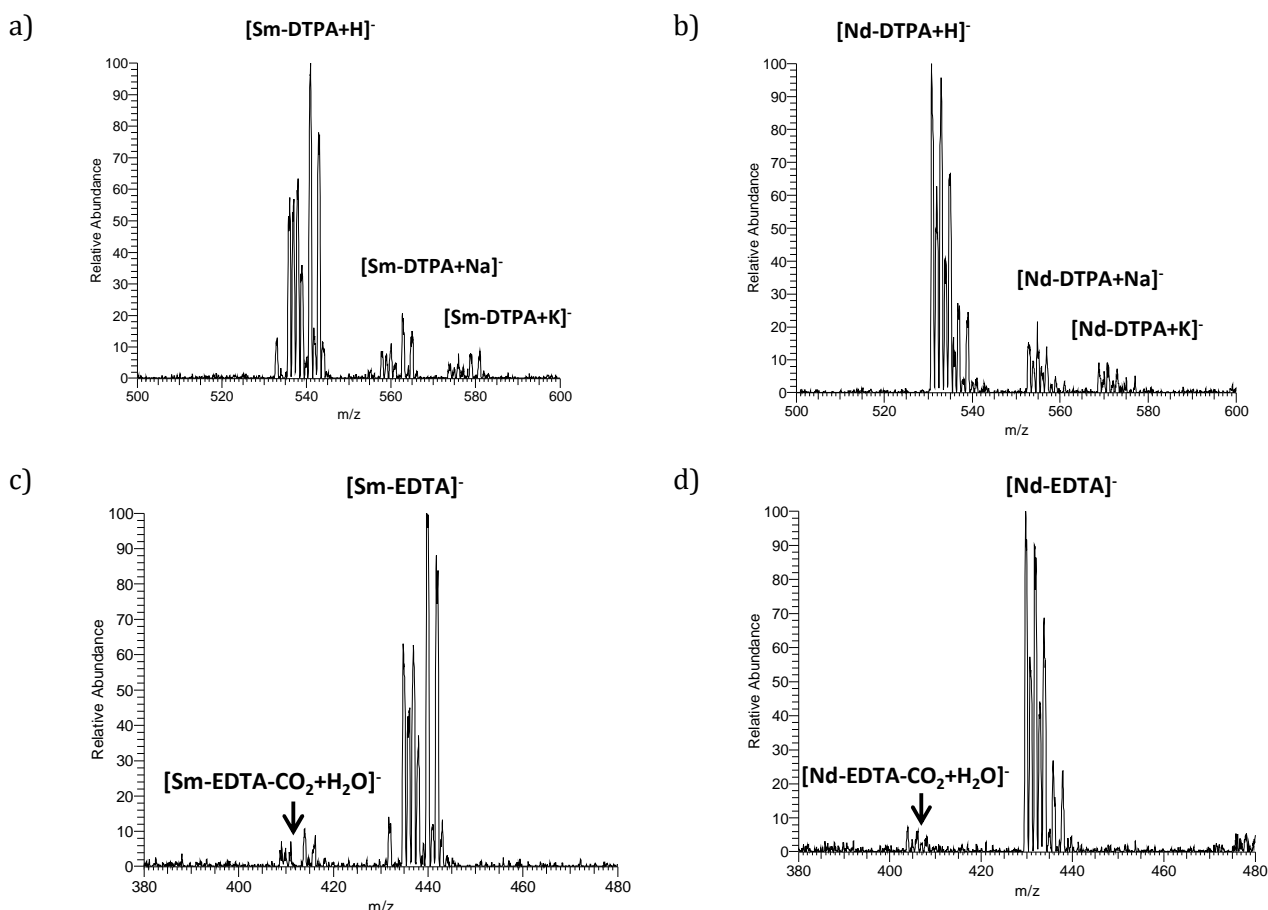 a)
[Sm-DTPA+H]-
100
90
80
70
60
50
40
30
20
10
0
Relative Abundance
[Sm-DTPA+Na]-
[Sm-DTPA+K]-
500 520 540 560 580 600
m/z
b)
[Nd-DTPA+H]-
100
90
80
70
60
50
40
30
20
10
0
Relative Abundance
[Nd-DTPA+Na]-
[Nd-DTPA+K]-
500 520 540 560 580 600
m/z
c)
[Sm-EDTA]-
100
90
80
70
60
50
40
30
20
10
0
Relative Abundance
[Sm-EDTA-CO2+H2O]-
380 400 420 440 460 480
m/z
d)
[Nd-EDTA]-
100
90
80
70
60
50
40
30
20
10
0
Relative Abundance
[Nd-EDTA-CO2+H2O]-
380 400 420 440 460 480
m/z